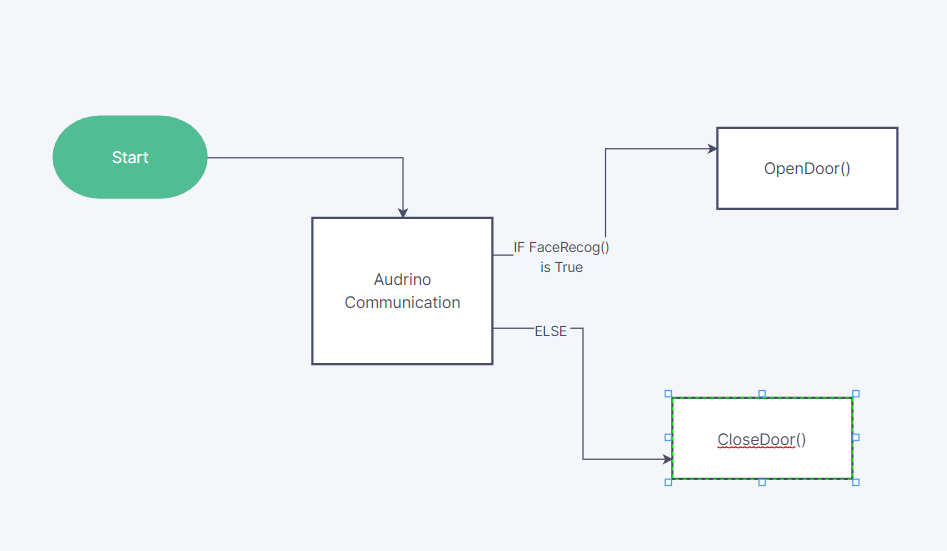 Start
OpenDoor()
IF FaceRecog()
is True
Audrino
Communication
ELSE
CloseDoor()